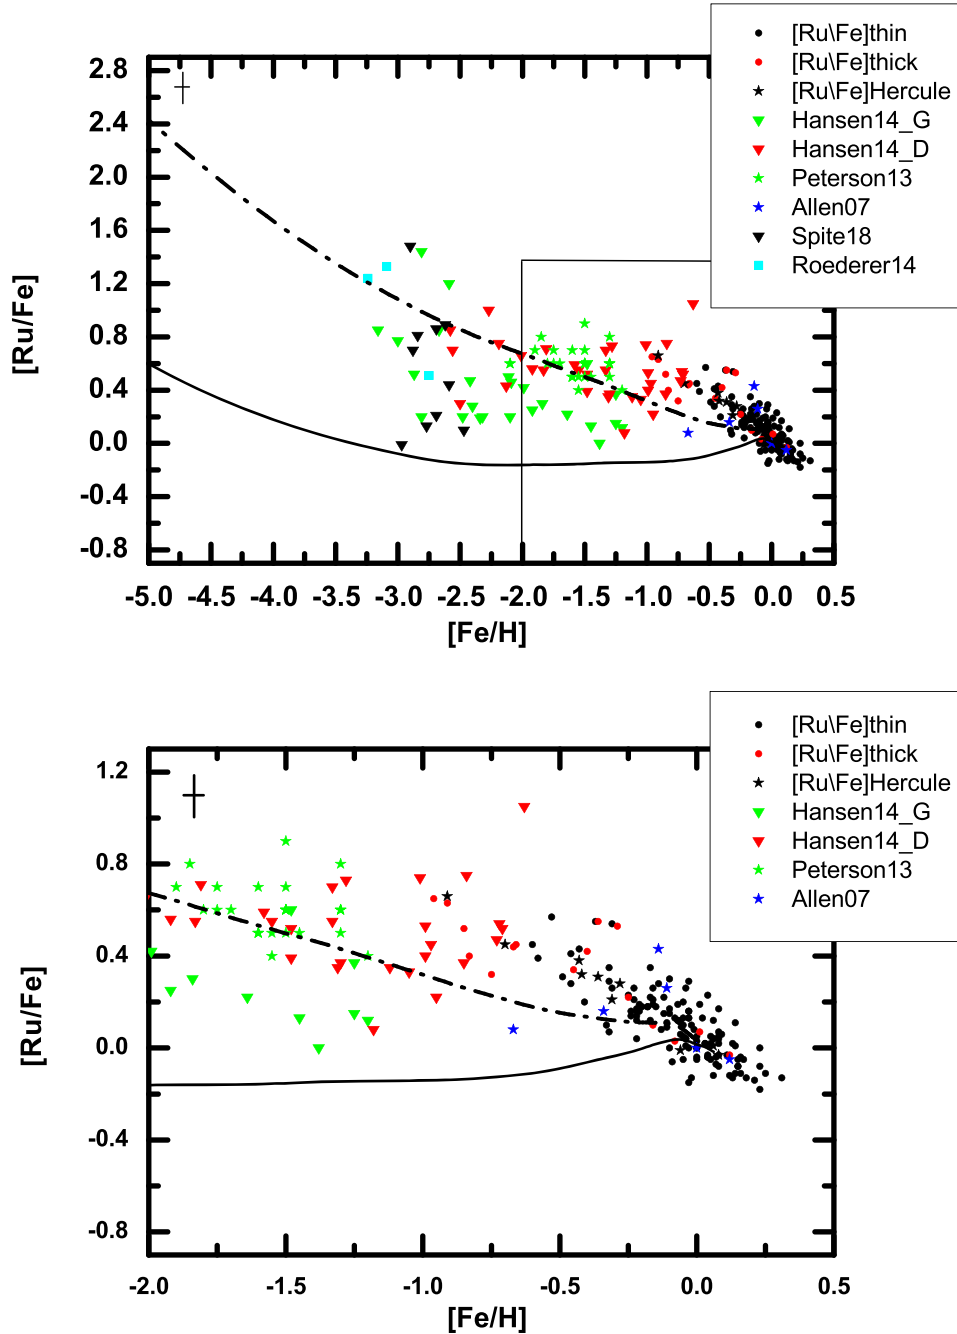 [Ru\Fe]thin
[Ru\Fe]thick
[Ru\Fe]Hercule
Hansen14_G
Hansen14_D
Peterson13
Allen07
Spite18
Roederer14
2.8
2.4
2.0
1.6
1.2
0.8
0.4
0.0
-0.4
-0.8
[Ru/Fe]
-5.0 -4.5 -4.0 -3.5 -3.0 -2.5 -2.0 -1.5 -1.0 -0.5 0.0 0.5
[Fe/H]
[Ru\Fe]thin
[Ru\Fe]thick
[Ru\Fe]Hercule
Hansen14_G
Hansen14_D
Peterson13
Allen07
1.2
0.8
0.4
0.0
-0.4
-0.8
[Ru/Fe]
-2.0 -1.5 -1.0 -0.5 0.0 0.5
[Fe/H]